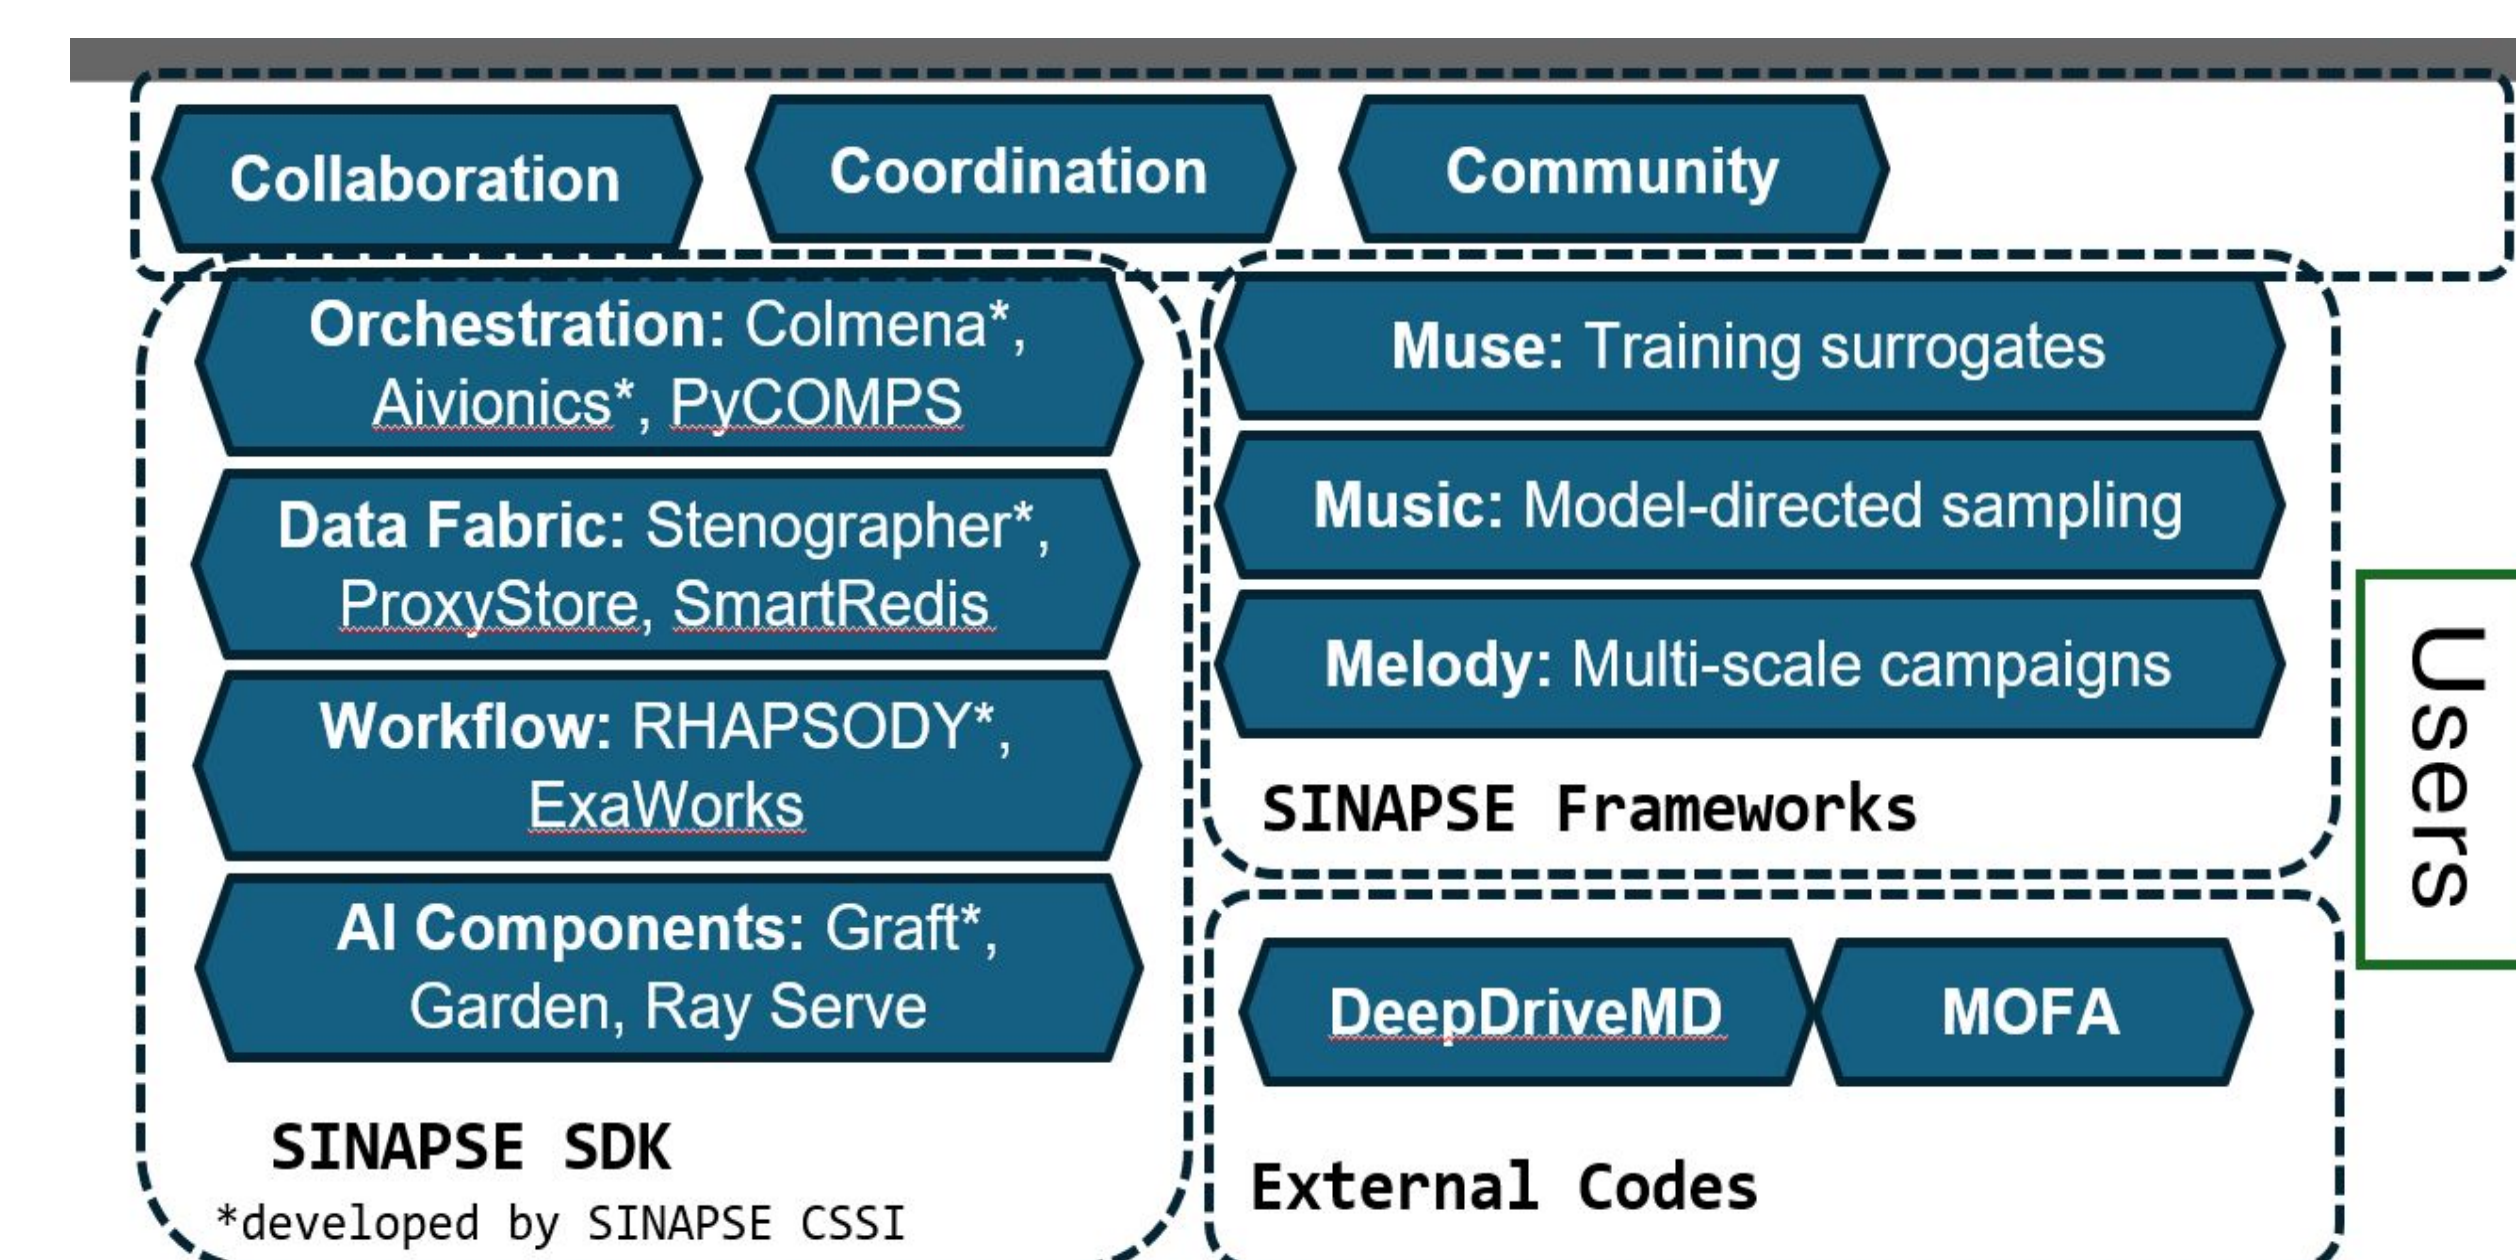 Collaboration
Coordination
Community
Orchestration: Colmena*,
Aivionics*, PyCOMPS
Data Fabric: Stenographer*,
ProxyStore, SmartRedis
Workflow: RHAPSODY*,
ExaWorks
AI Components: Graft*,
Garden, Ray Serve
SINAPSE SDK
*developed by SINAPSE CSSI
Muse: Training surrogates
Music: Model-directed sampling
Melody: Multi-scale campaigns
SINAPSE Frameworks
DeepDriveMD
MOFA
External Codes
Users